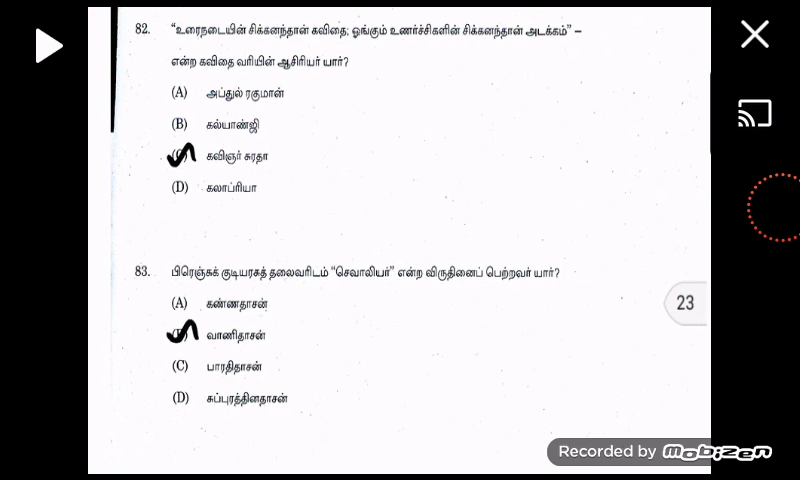 82. “உரைநடையின் சிக்கனந்தான் கவிதை; ஓங்கும் உணர்ச்சிகளின் சிக்கனந்தான் அடக்கம்” –
என்ற கவிதை வரியின் ஆசிரியர் யார்?
(A) அப்துல் ரகுமான்
(B) கல்யாண்ஜி
கவிஞர் சுரதா
(D) கலாப்ரியா
83. பிரெஞ்சுக் குடியரசுத் தலைவரிடம் “செவாலியர்” என்ற விருதினைப் பெற்றவர் யார்?
(A) கண்ணதாசன்
வாணிதாசன்
(C) பாரதிதாசன்
(D) சுப்புரத்தினதாசன்
23
Recorded by mobizen